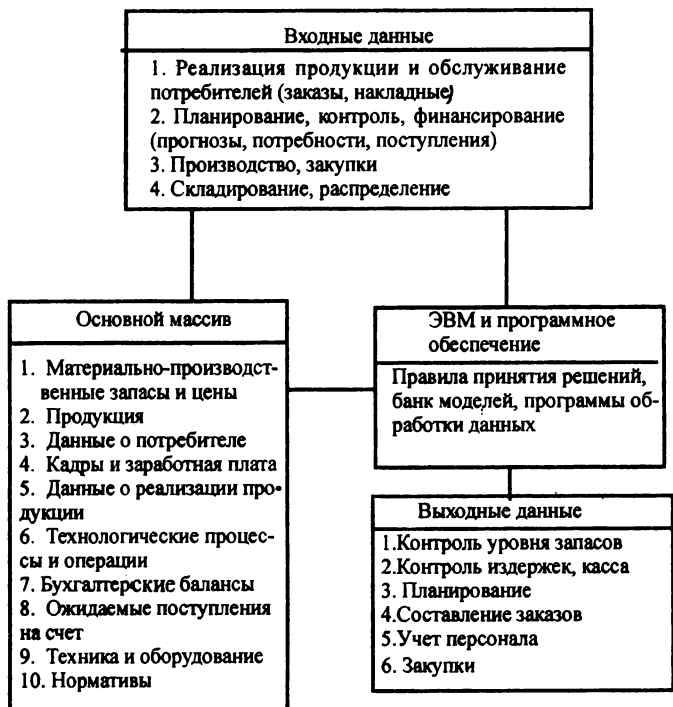 Входные данные
1. Реализация продукции и обслуживание
потребителей (заказы, накладные)
2. Планирование, контроль, финансирование
(прогнозы, потребности, поступления)
3. Производство, закупки
4. Складирование, распределение
Основной массив
1. Материально-производст-
венные запасы и цены
2. Продукция
3. Данные о потребителе
4. Кадры и заработная плата
5. Данные о реализации про-
дукции
6. Технологические процес-
сы и операции
7. Бухгалтерские балансы
8. Ожидаемые поступления
на счет
9. Техника и оборудование
10. Нормативы
ЭВМ и программное
обеспечение
Правила принятия решений,
банк моделей, программы об-
работки данных
Выходные данные
1.Контроль уровня запасов
2.Контроль издержек, касса
3. Планирование
4.Составление заказов
5.Учет персонала
6. Закупки